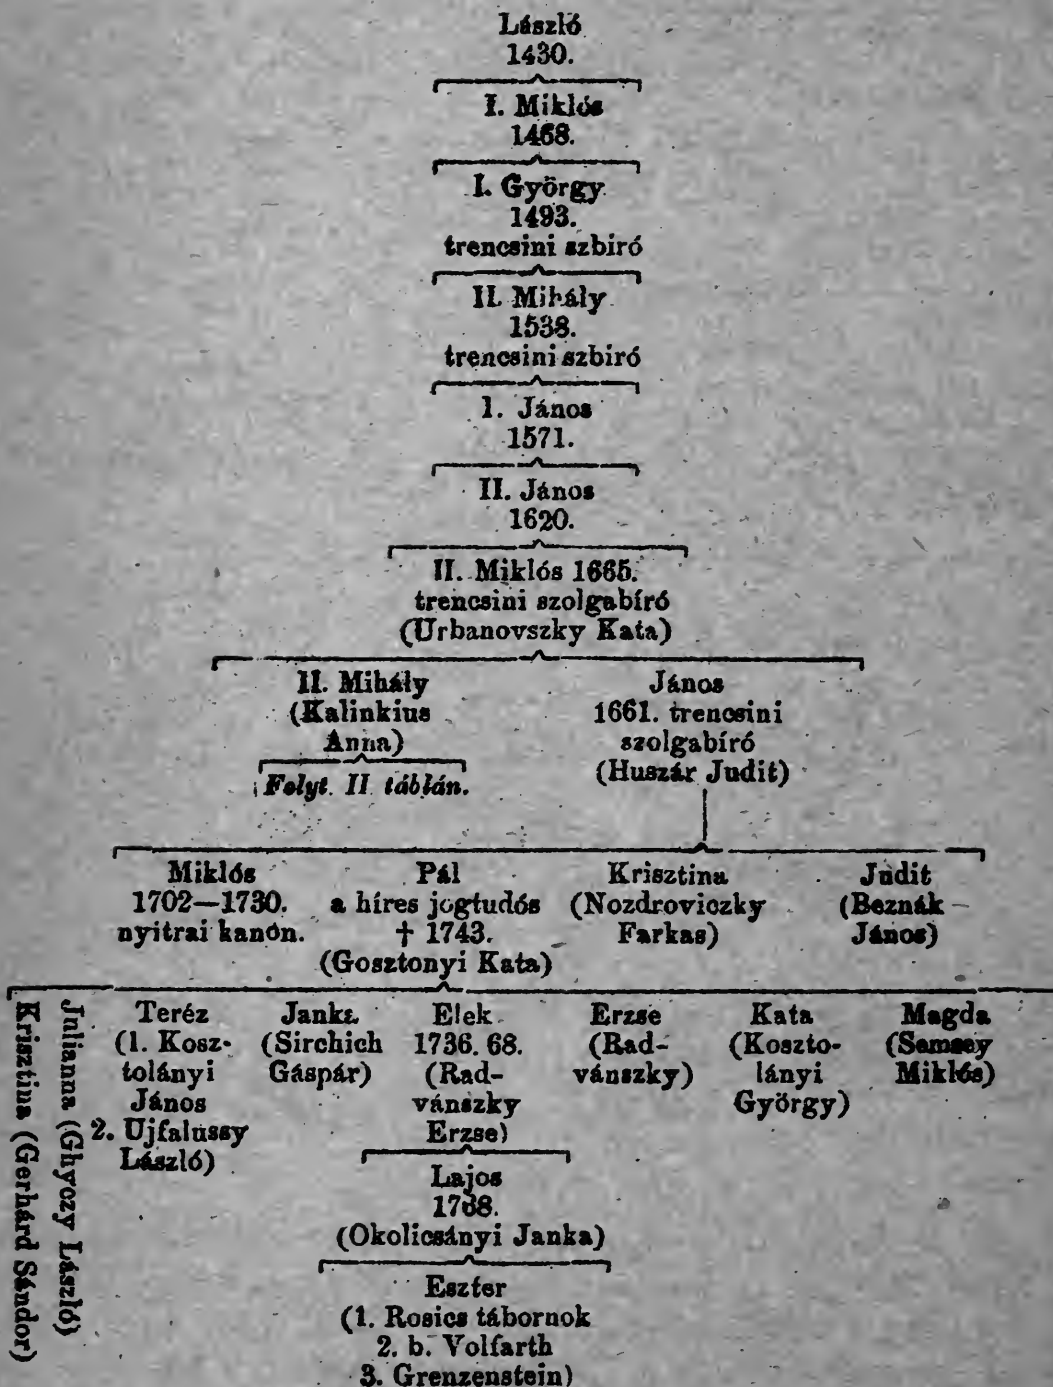 László
1430.
I. Miklós
1468.
I. György
1493.
trencsini szbiró
II. Mihály
1538.
trencsini szbiró
1. János
1571.
II. János
1620.
II. Miklós 1665.
trencsini szolgabíró
(Urbanovszky Kata)
II. Mihály
(Kalinkius
Anna)
Folyt. II táblán.
János
1661. trencsini
szolgabíró
(Huszár Judit)
Miklós
1702—1730.
nyitrai kanón.
Pál
a híres jogtudós
† 1743.
(Gosztonyi Kata)
Krisztina
(Nozdroviczky
Farkas)
Judit
(Beznák
János)
Krisztina (Gerhárd Sándor)
Julianna (Ghyczy László)
Teréz
(1. Kosz-
tolányi
János
2. Ujfalussy
László)
Janka
(Sirchich
Gáspár)
Elek
1736. 68.
(Rad-
vánszky
Erzse)
Erzse
(Rad-
vánszky)
Kata
(Koszto-
lányi
György)
Magda
(Semsey
Miklós)
Lajos
1768.
(Okolicsányi Janka)
Eszter
(1. Rosics tábornok
2. b. Volfarth
3. Grenzenstein)